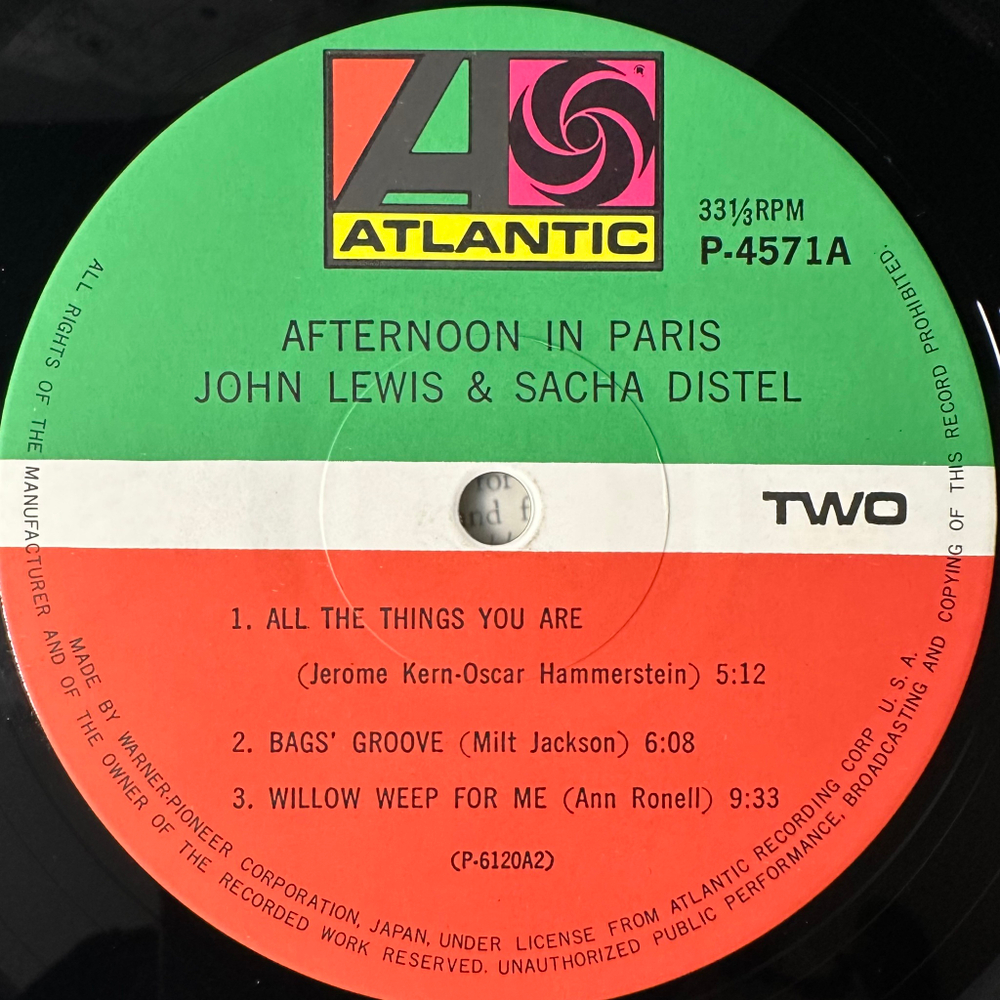 ATLANTIC
®
33⅓RPM
P-4571A
AFTERNOON IN PARIS
JOHN LEWIS & SACHA DISTEL
TWO
1. ALL THE THINGS YOU ARE
(Jerome Kern-Oscar Hammerstein) 5:12
2. BAGS' GROOVE (Milt Jackson) 6:08
3. WILLOW WEEP FOR ME (Ann Ronell) 9:33
(P-6120A2)
MADE BY WARNER-PIONEER CORPORATION, JAPAN, UNDER LICENSE FROM ATLANTIC RECORDING CORP U. S. A.
ALL RIGHTS OF THE MANUFACTURER AND OF THE OWNER OF THE RECORDED WORK RESERVED. UNAUTHORIZED PUBLIC PERFORMANCE, BROADCASTING AND COPYING OF THIS RECORD PROHIBITED.